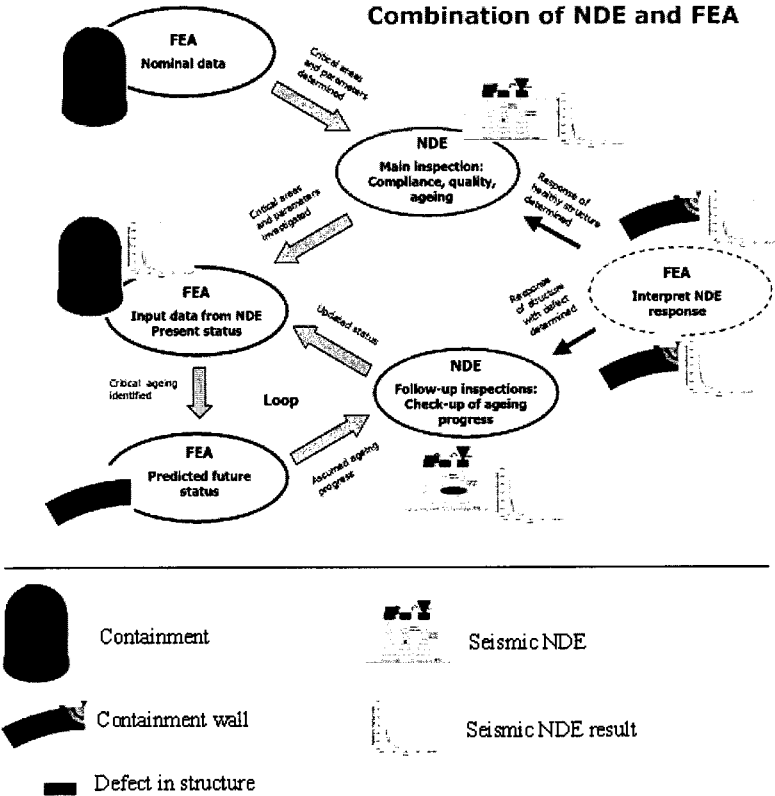 Combination of NDE and FEA
FEA
Nominal data
Critical areas
and parameters
determined
NDE
Main inspection:
Compliance, quality,
ageing
Critical areas
and parameters
investigated
Response of
healthy structure
determined
FEA
Interpret NDE
response
Response
of structure
with defect
determined
FEA
Input data from NDE
Present status
Updated status
NDE
Follow-up inspections:
Check-up of ageing
progress
Critical ageing
identified
Loop
Assumed ageing
progress
FEA
Predicted future
status
Containment
Seismic NDE
Containment wall
Seismic NDE result
Defect in structure